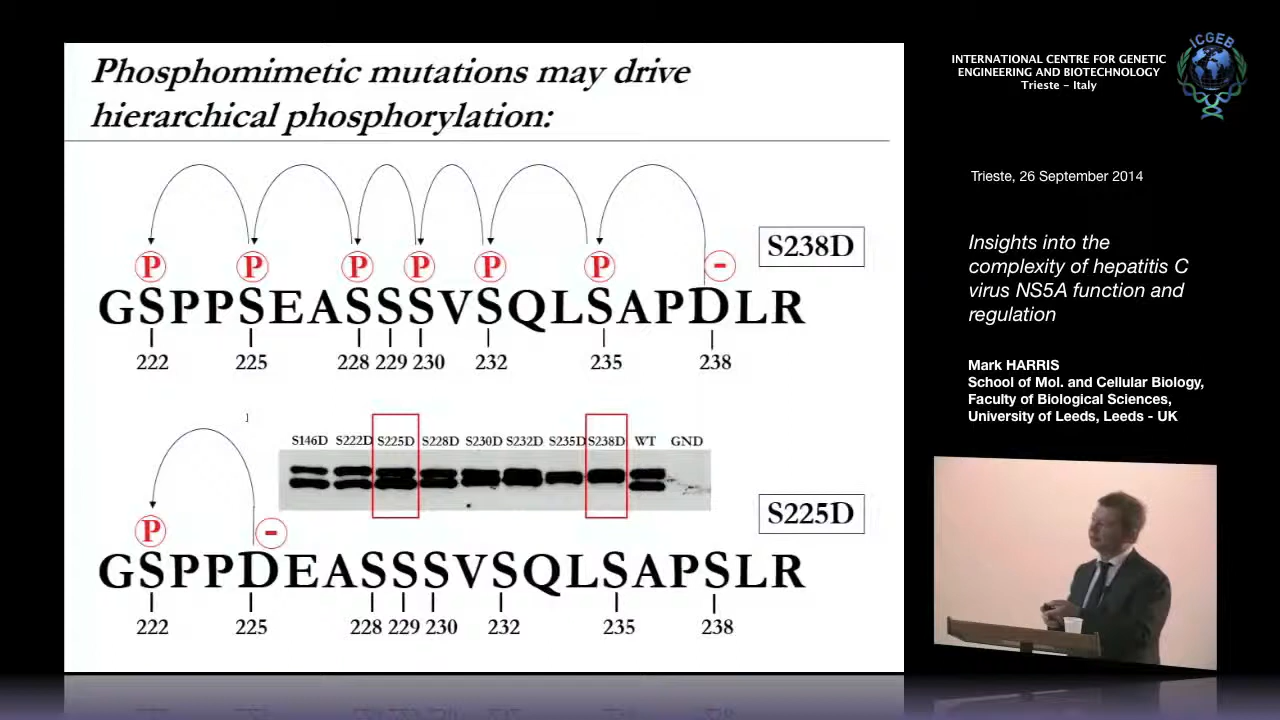 Phosphomimetic mutations may drive
hierarchical phosphorylation:
P P P P P P -
S238D
GSPPSEASSSVSQLSAPDLR
222 225 228 229 230 232 235 238
S146D S222D S225D S228D S230D S232D S235D S238D WT GND
S225D
P -
GSPPDEASSSVSQLSAPSLR
222 225 228 229 230 232 235 238
INTERNATIONAL CENTRE FOR GENETIC
ENGINEERING AND BIOTECHNOLOGY
Trieste - Italy
ICGEB
Trieste, 26 September 2014
Insights into the
complexity of hepatitis C
virus NS5A function and
regulation
Mark HARRIS
School of Mol. and Cellular Biology,
Faculty of Biological Sciences,
University of Leeds, Leeds - UK